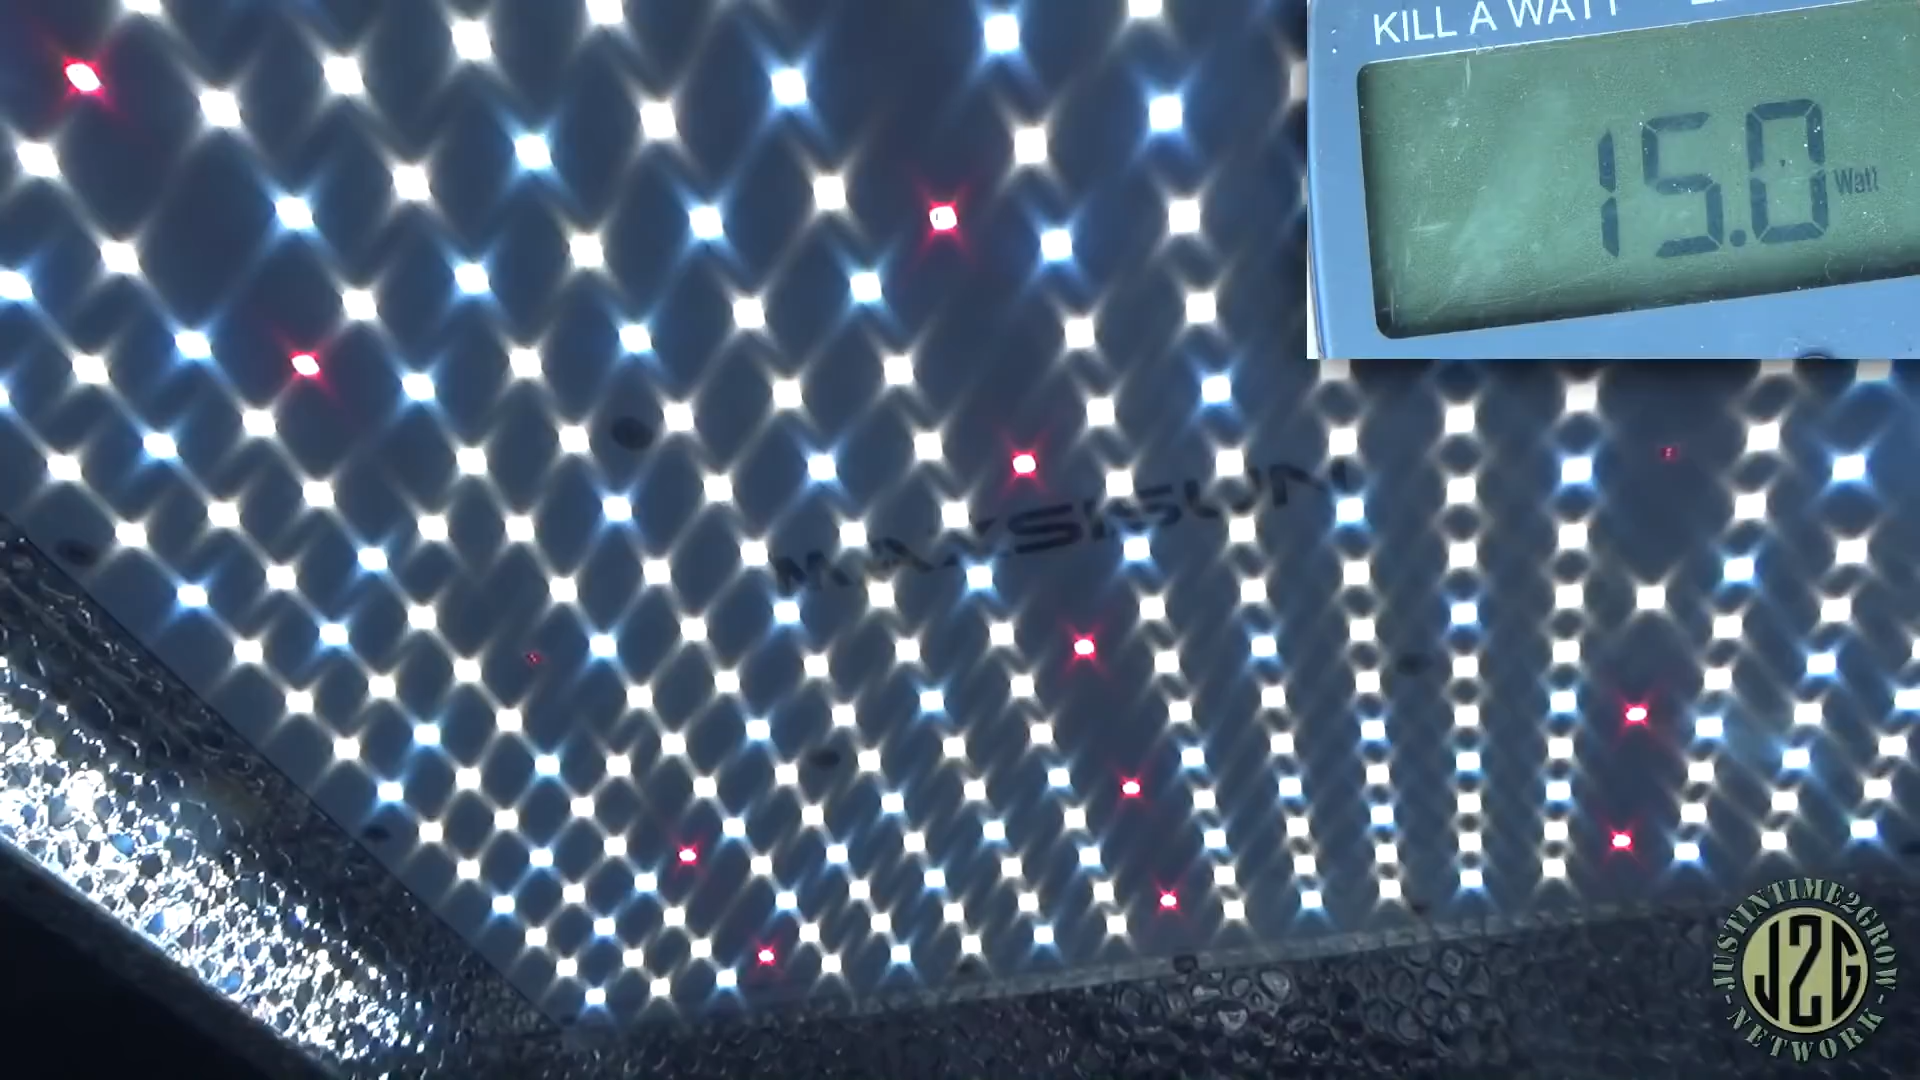 KILL A WATT
15.0 Watt
MAXSISUN
JUSTINTIME2GROW
J2G
NETWORK